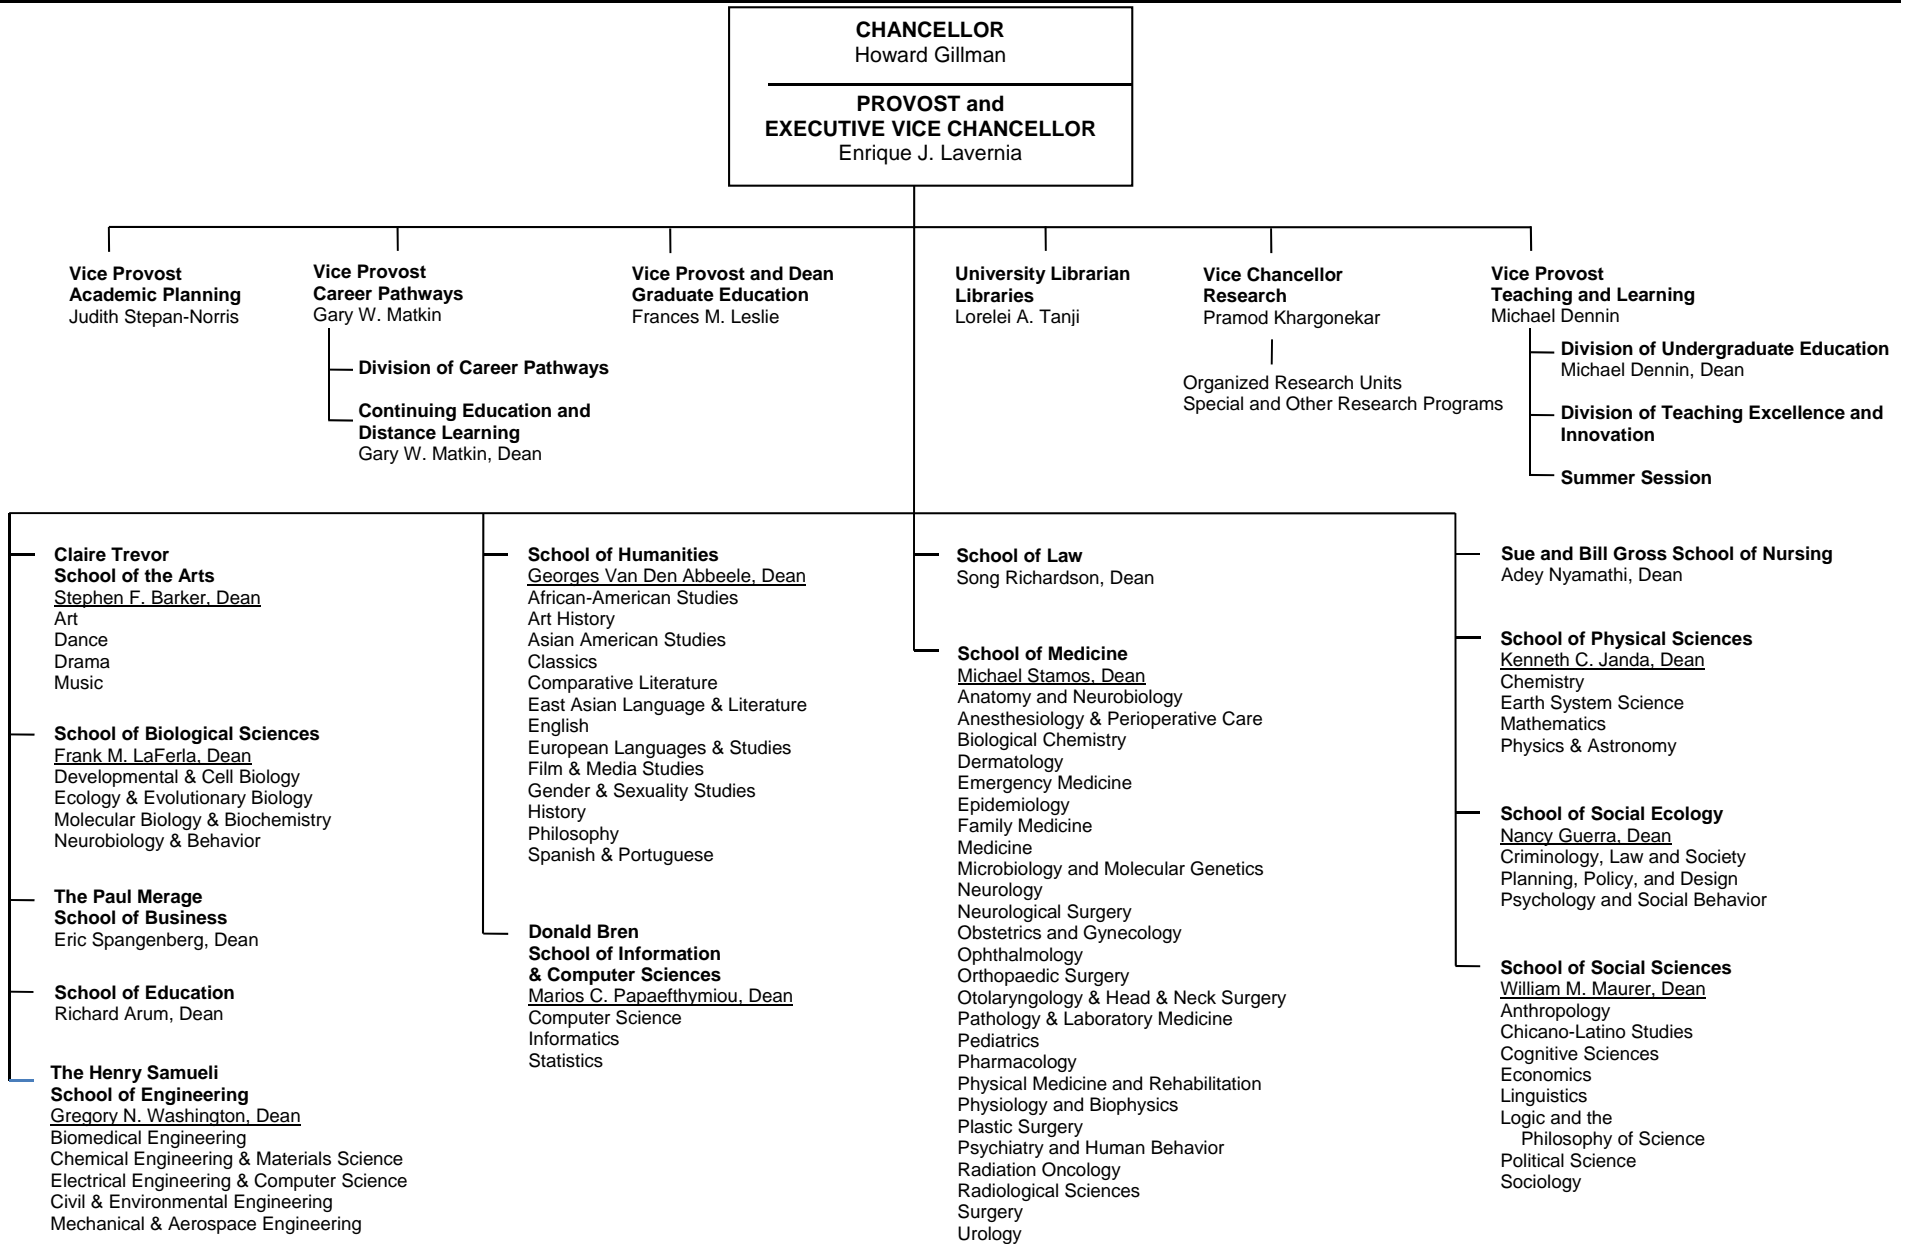 CHANCELLOR
Howard Gillman
PROVOST and
EXECUTIVE VICE CHANCELLOR
Enrique J. Lavernia
Vice Provost
Academic Planning
Judith Stepan-Norris
Vice Provost
Career Pathways
Gary W. Matkin
Division of Career Pathways
Continuing Education and
Distance Learning
Gary W. Matkin, Dean
Vice Provost and Dean
Graduate Education
Frances M. Leslie
University Librarian
Libraries
Lorelei A. Tanji
Vice Chancellor
Research
Pramod Khargonekar
Organized Research Units
Special and Other Research Programs
Vice Provost
Teaching and Learning
Michael Dennin
Division of Undergraduate Education
Michael Dennin, Dean
Division of Teaching Excellence and
Innovation
Summer Session
Claire Trevor
School of the Arts
Stephen F. Barker, Dean
Art
Dance
Drama
Music
School of Biological Sciences
Frank M. LaFerla, Dean
Developmental & Cell Biology
Ecology & Evolutionary Biology
Molecular Biology & Biochemistry
Neurobiology & Behavior
The Paul Merage
School of Business
Eric Spangenberg, Dean
School of Education
Richard Arum, Dean
The Henry Samueli
School of Engineering
Gregory N. Washington, Dean
Biomedical Engineering
Chemical Engineering & Materials Science
Electrical Engineering & Computer Science
Civil & Environmental Engineering
Mechanical & Aerospace Engineering
School of Humanities
Georges Van Den Abbeele, Dean
African-American Studies
Art History
Asian American Studies
Classics
Comparative Literature
East Asian Language & Literature
English
European Languages & Studies
Film & Media Studies
Gender & Sexuality Studies
History
Philosophy
Spanish & Portuguese
Donald Bren
School of Information
& Computer Sciences
Marios C. Papaefthymiou, Dean
Computer Science
Informatics
Statistics
School of Law
Song Richardson, Dean
School of Medicine
Michael Stamos, Dean
Anatomy and Neurobiology
Anesthesiology & Perioperative Care
Biological Chemistry
Dermatology
Emergency Medicine
Epidemiology
Family Medicine
Medicine
Microbiology and Molecular Genetics
Neurology
Neurological Surgery
Obstetrics and Gynecology
Ophthalmology
Orthopaedic Surgery
Otolaryngology & Head & Neck Surgery
Pathology & Laboratory Medicine
Pediatrics
Pharmacology
Physical Medicine and Rehabilitation
Physiology and Biophysics
Plastic Surgery
Psychiatry and Human Behavior
Radiation Oncology
Radiological Sciences
Surgery
Urology
Sue and Bill Gross School of Nursing
Adey Nyamathi, Dean
School of Physical Sciences
Kenneth C. Janda, Dean
Chemistry
Earth System Science
Mathematics
Physics & Astronomy
School of Social Ecology
Nancy Guerra, Dean
Criminology, Law and Society
Planning, Policy, and Design
Psychology and Social Behavior
School of Social Sciences
William M. Maurer, Dean
Anthropology
Chicano-Latino Studies
Cognitive Sciences
Economics
Linguistics
Logic and the
Philosophy of Science
Political Science
Sociology